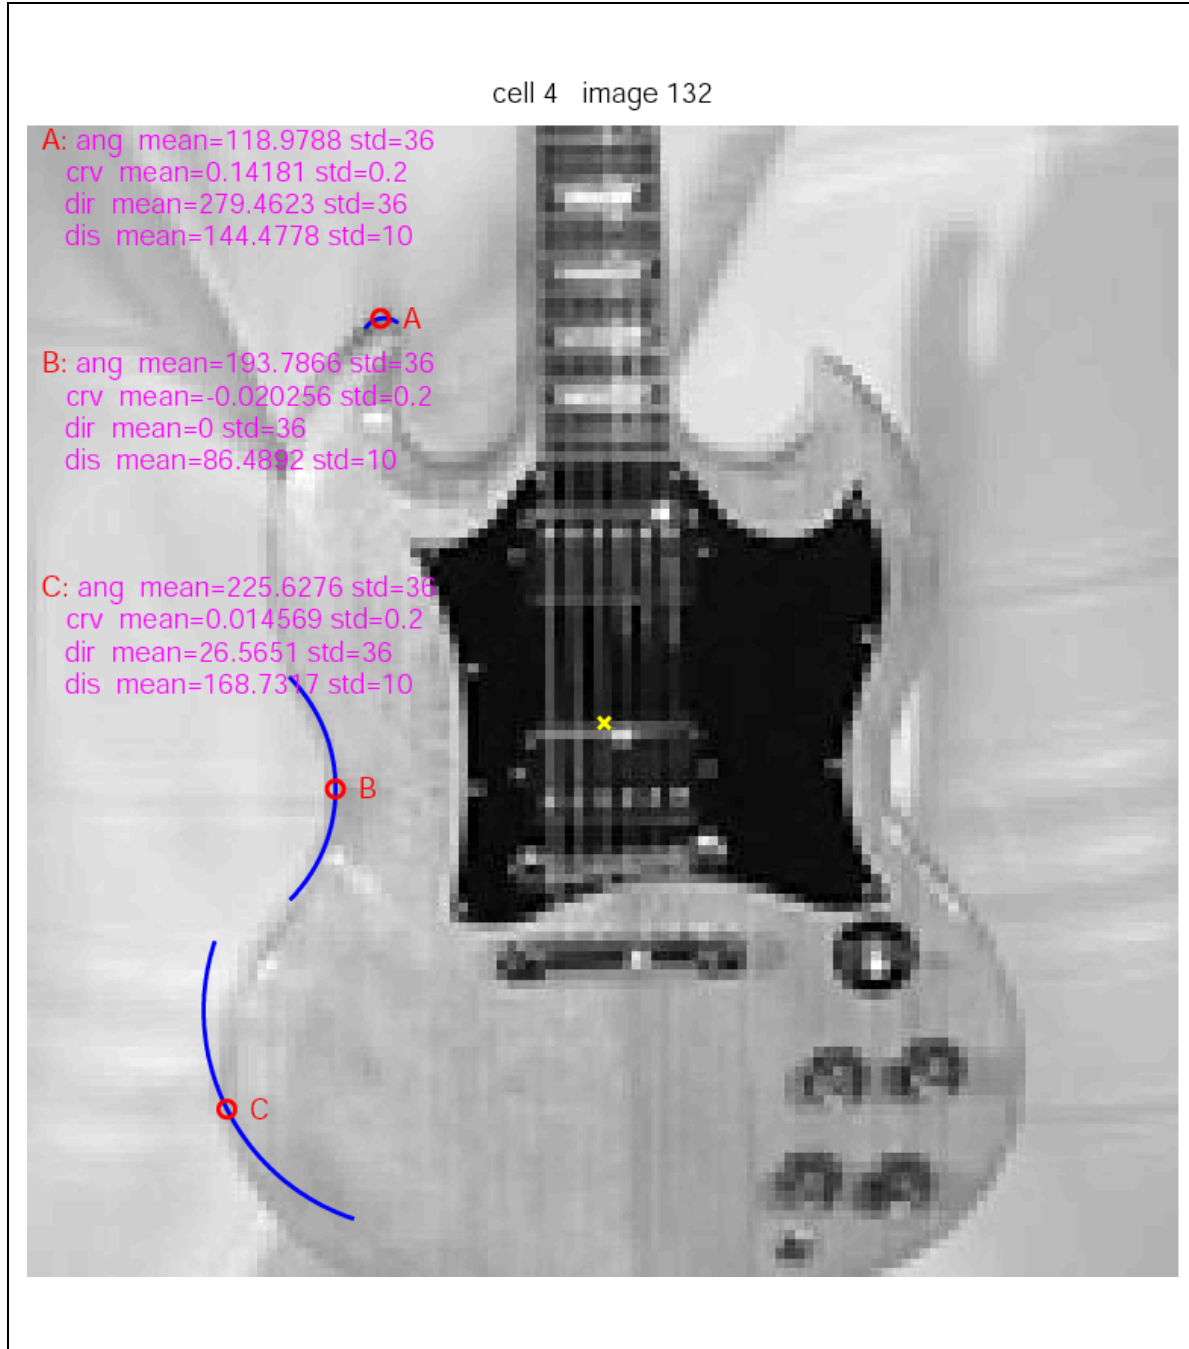 cell 4 image 132
A: ang mean=118.9788 std=36
crv mean=0.14181 std=0.2
dir mean=279.4623 std=36
dis mean=144.4778 std=10
A
B: ang mean=193.7866 std=36
crv mean=-0.020256 std=0.2
dir mean=0 std=36
dis mean=86.4892 std=10
C: ang mean=225.6276 std=36
crv mean=0.014569 std=0.2
dir mean=26.5651 std=36
dis mean=168.7317 std=10
B
C